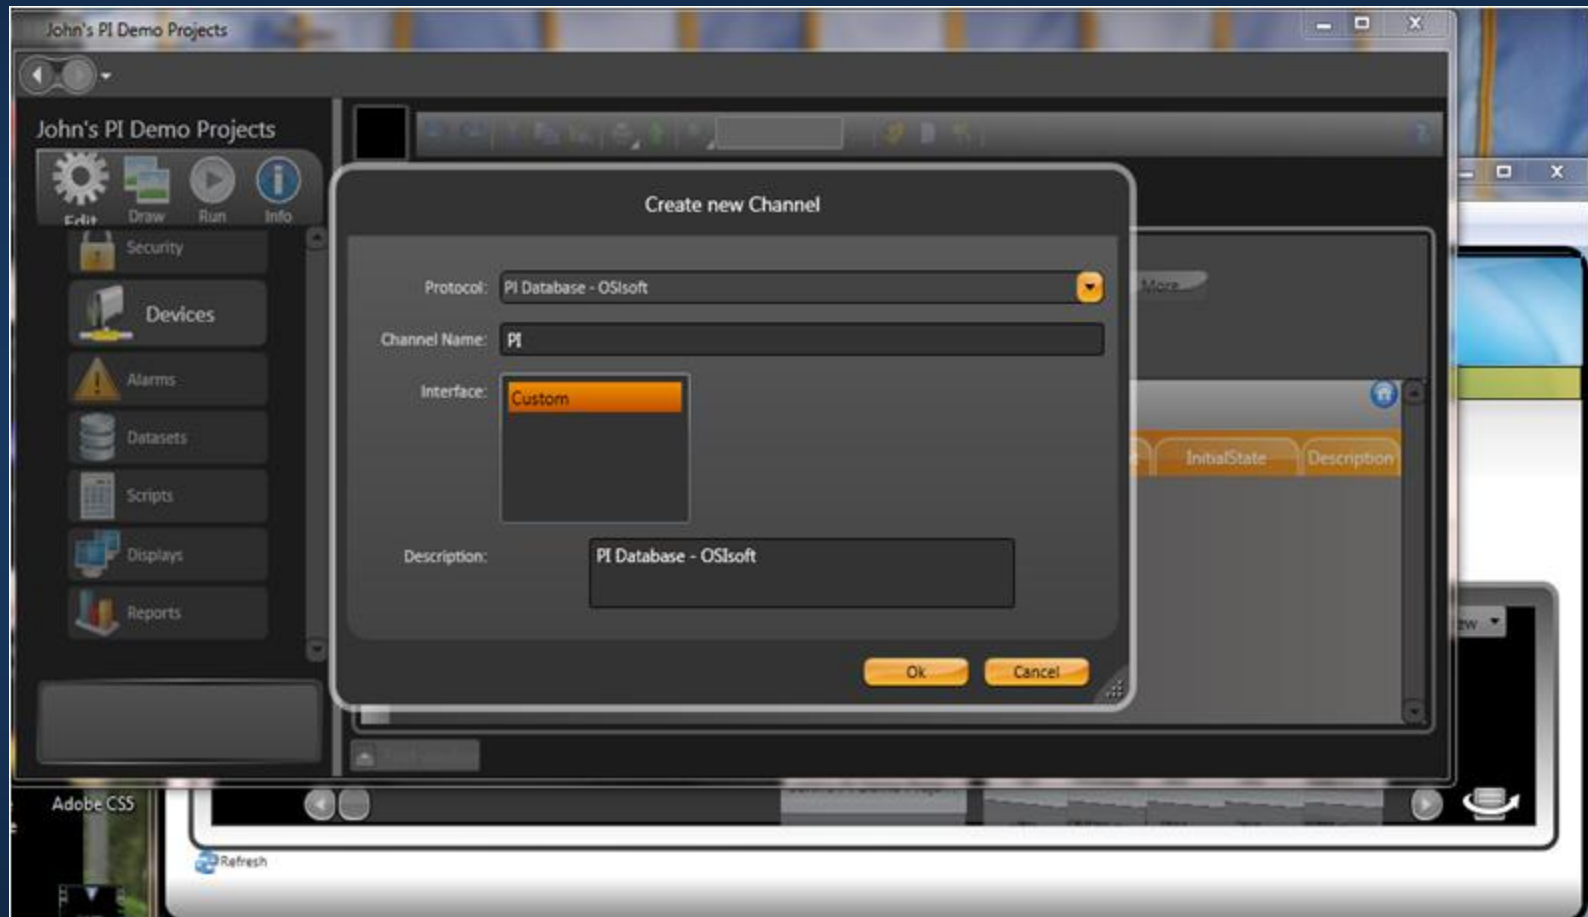 John's PI Demo Projects
John's PI Demo Projects
Edit
Draw
Run
Info
Security
Devices
Alarms
Datasets
Scripts
Displays
Reports
Create new Channel
Protocol:
PI Database - OSIsoft
Channel Name:
PI
Interface:
Custom
Description:
PI Database - OSIsoft
Ok
Cancel
More
InitialState
Description
Adobe CS5
Refresh